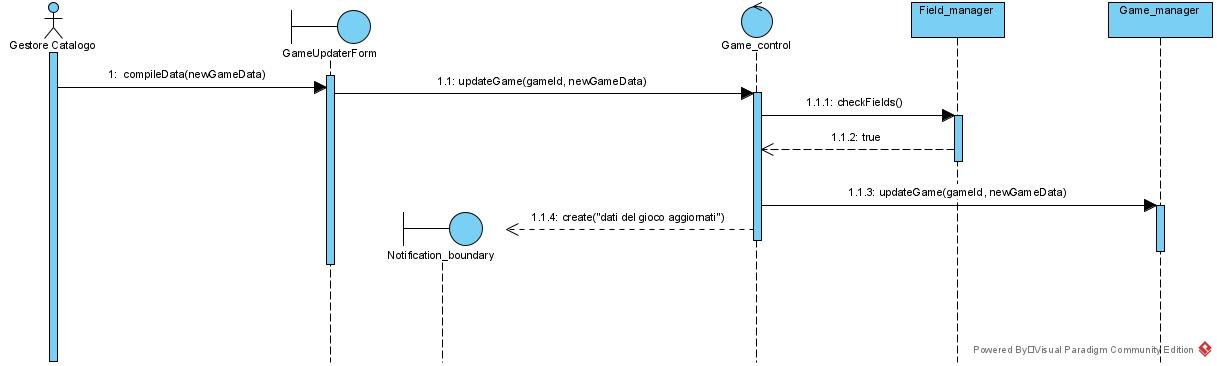 Field_manager
Game_manager
Gestore Catalogo
GameUpdaterForm
Game_control
1: compileData(newGameData)
1.1: updateGame(gameId, newGameData)
1.1.1: checkFields()
1.1.2: true
1.1.3: updateGame(gameId, newGameData)
1.1.4: create("dati del gioco aggiornati")
Notification_boundary
Powered By□Visual Paradigm Community Edition